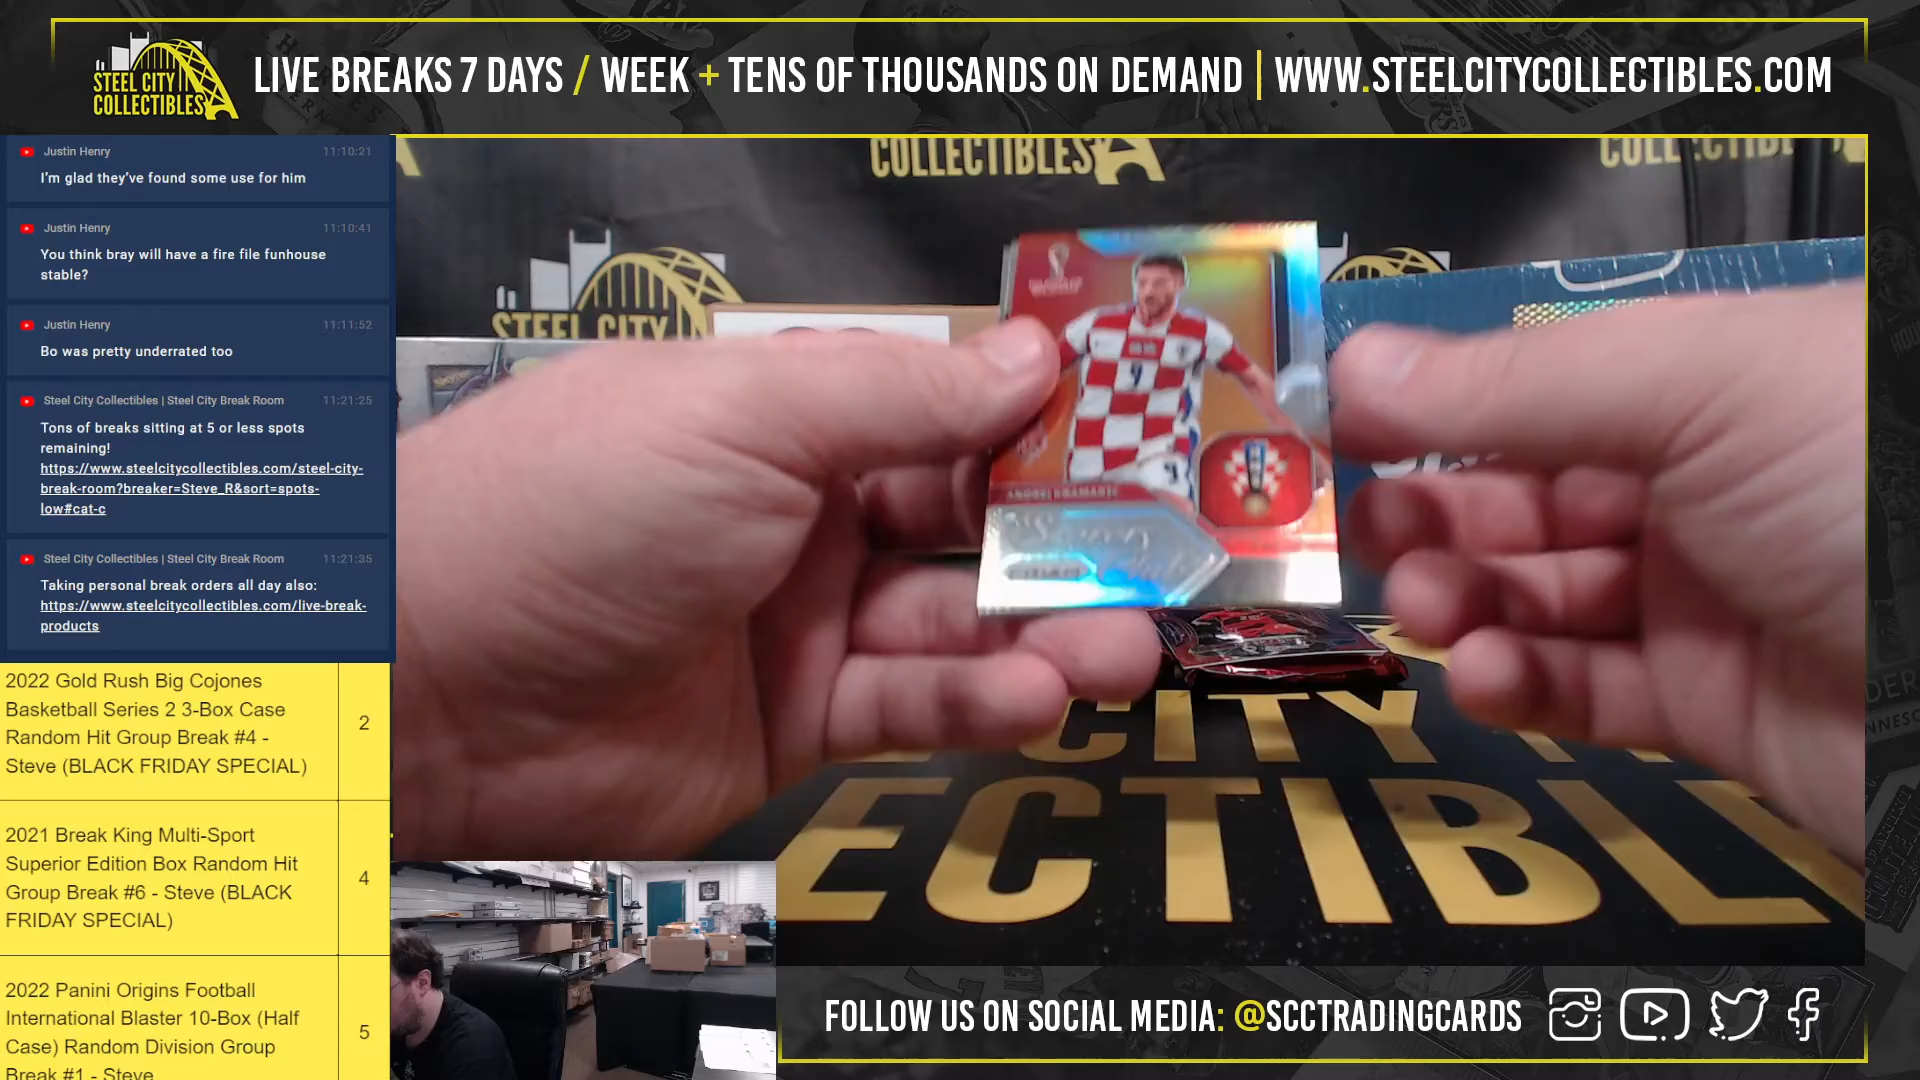 STEEL CITY
COLLECTIBLES
LIVE BREAKS 7 DAYS / WEEK + TENS OF THOUSANDS ON DEMAND | WWW.STEELCITYCOLLECTIBLES.COM
Justin Henry 11:10:21
I'm glad they've found some use for him
Justin Henry 11:10:41
You think bray will have a fire file funhouse
stable?
Justin Henry 11:11:52
Bo was pretty underrated too
Steel City Collectibles | Steel City Break Room 11:21:25
Tons of breaks sitting at 5 or less spots
remaining!
https://www.steelcitycollectibles.com/steel-city-
break-room?breaker=Steve_R&sort=spots-
low#cat-c
Steel City Collectibles | Steel City Break Room 11:21:35
Taking personal break orders all day also:
https://www.steelcitycollectibles.com/live-break-
products
2022 Gold Rush Big Cojones
Basketball Series 2 3-Box Case
Random Hit Group Break #4 -
Steve (BLACK FRIDAY SPECIAL)
2
2021 Break King Multi-Sport
Superior Edition Box Random Hit
Group Break #6 - Steve (BLACK
FRIDAY SPECIAL)
4
2022 Panini Origins Football
International Blaster 10-Box (Half
Case) Random Division Group
Break #1 - Steve
5
COLLECTIBLES
STEEL CITY
9
ANDREJ KRAMARIC
PRIZM
CITY
ECTIBL
FOLLOW US ON SOCIAL MEDIA: @SCCTRADINGCARDS